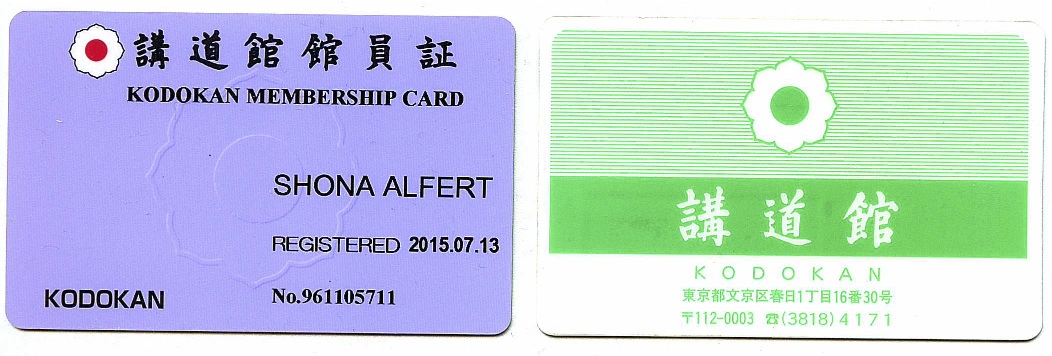 講道館館員証
KODOKAN MEMBERSHIP CARD
SHONA ALFERT
REGISTERED 2015.07.13
KODOKAN
No.961105711
講道館
KODOKAN
東京都文京区春日1丁目16番30号
〒112-0003 ☎(3818)4171